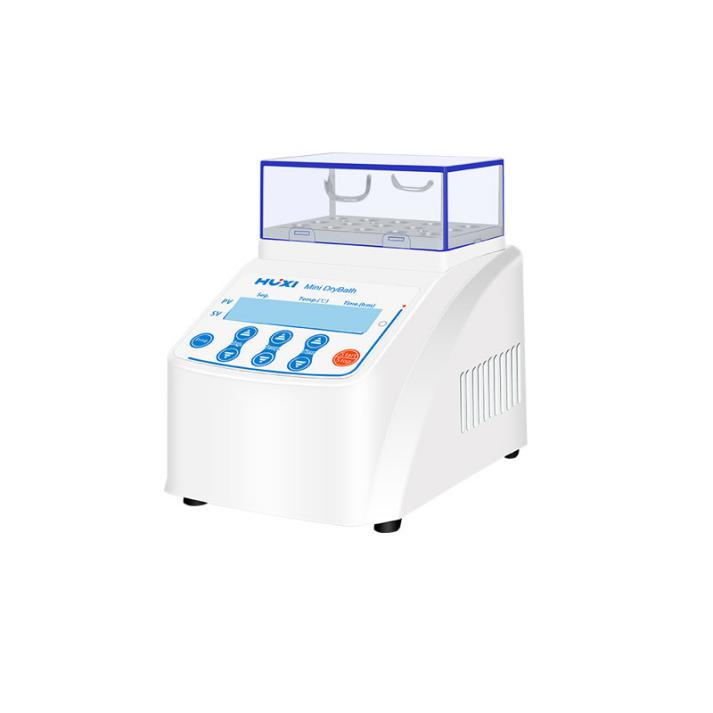 HUXI Mini DryBath
Seg. Temp.(℃) Time.(h:m)
PV
SV
Start
Stop